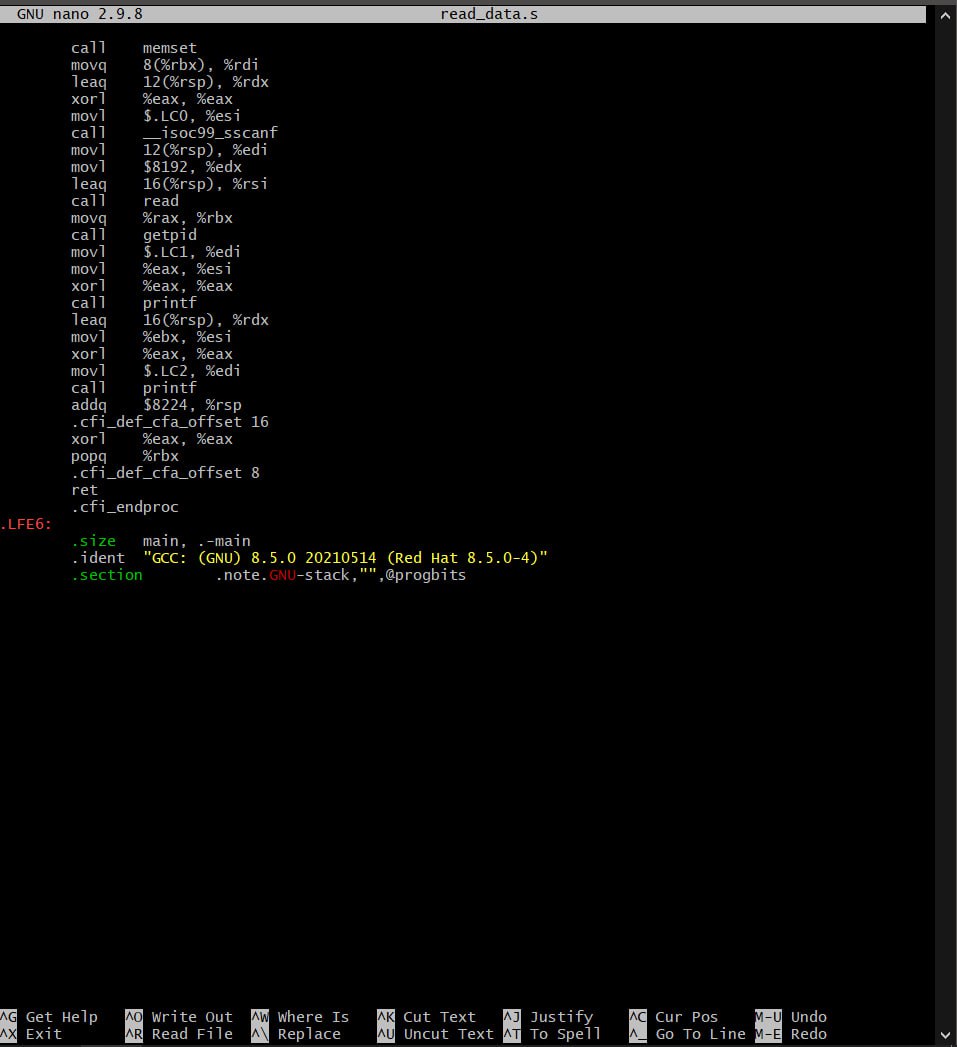 GNU nano 2.9.8 read_data.s
call memset
movq 8(%rbx), %rdi
leaq 12(%rsp), %rdx
xorl %eax, %eax
movl $.LC0, %esi
call __isoc99_sscanf
movl 12(%rsp), %edi
movl $8192, %edx
leaq 16(%rsp), %rsi
call read
movq %rax, %rbx
call getpid
movl $.LC1, %edi
movl %eax, %esi
xorl %eax, %eax
call printf
leaq 16(%rsp), %rdx
movl %ebx, %esi
xorl %eax, %eax
movl $.LC2, %edi
call printf
addq $8224, %rsp
.cfi_def_cfa_offset 16
xorl %eax, %eax
popq %rbx
.cfi_def_cfa_offset 8
ret
.cfi_endproc
.LFE6:
.size main, .-main
.ident "GCC: (GNU) 8.5.0 20210514 (Red Hat 8.5.0-4)"
.section .note.GNU-stack,"",@progbits
^G Get Help ^O Write Out ^W Where Is ^K Cut Text ^J Justify ^C Cur Pos M-U Undo
^X Exit ^R Read File ^\ Replace ^U Uncut Text ^T To Spell ^_ Go To Line M-E Redo